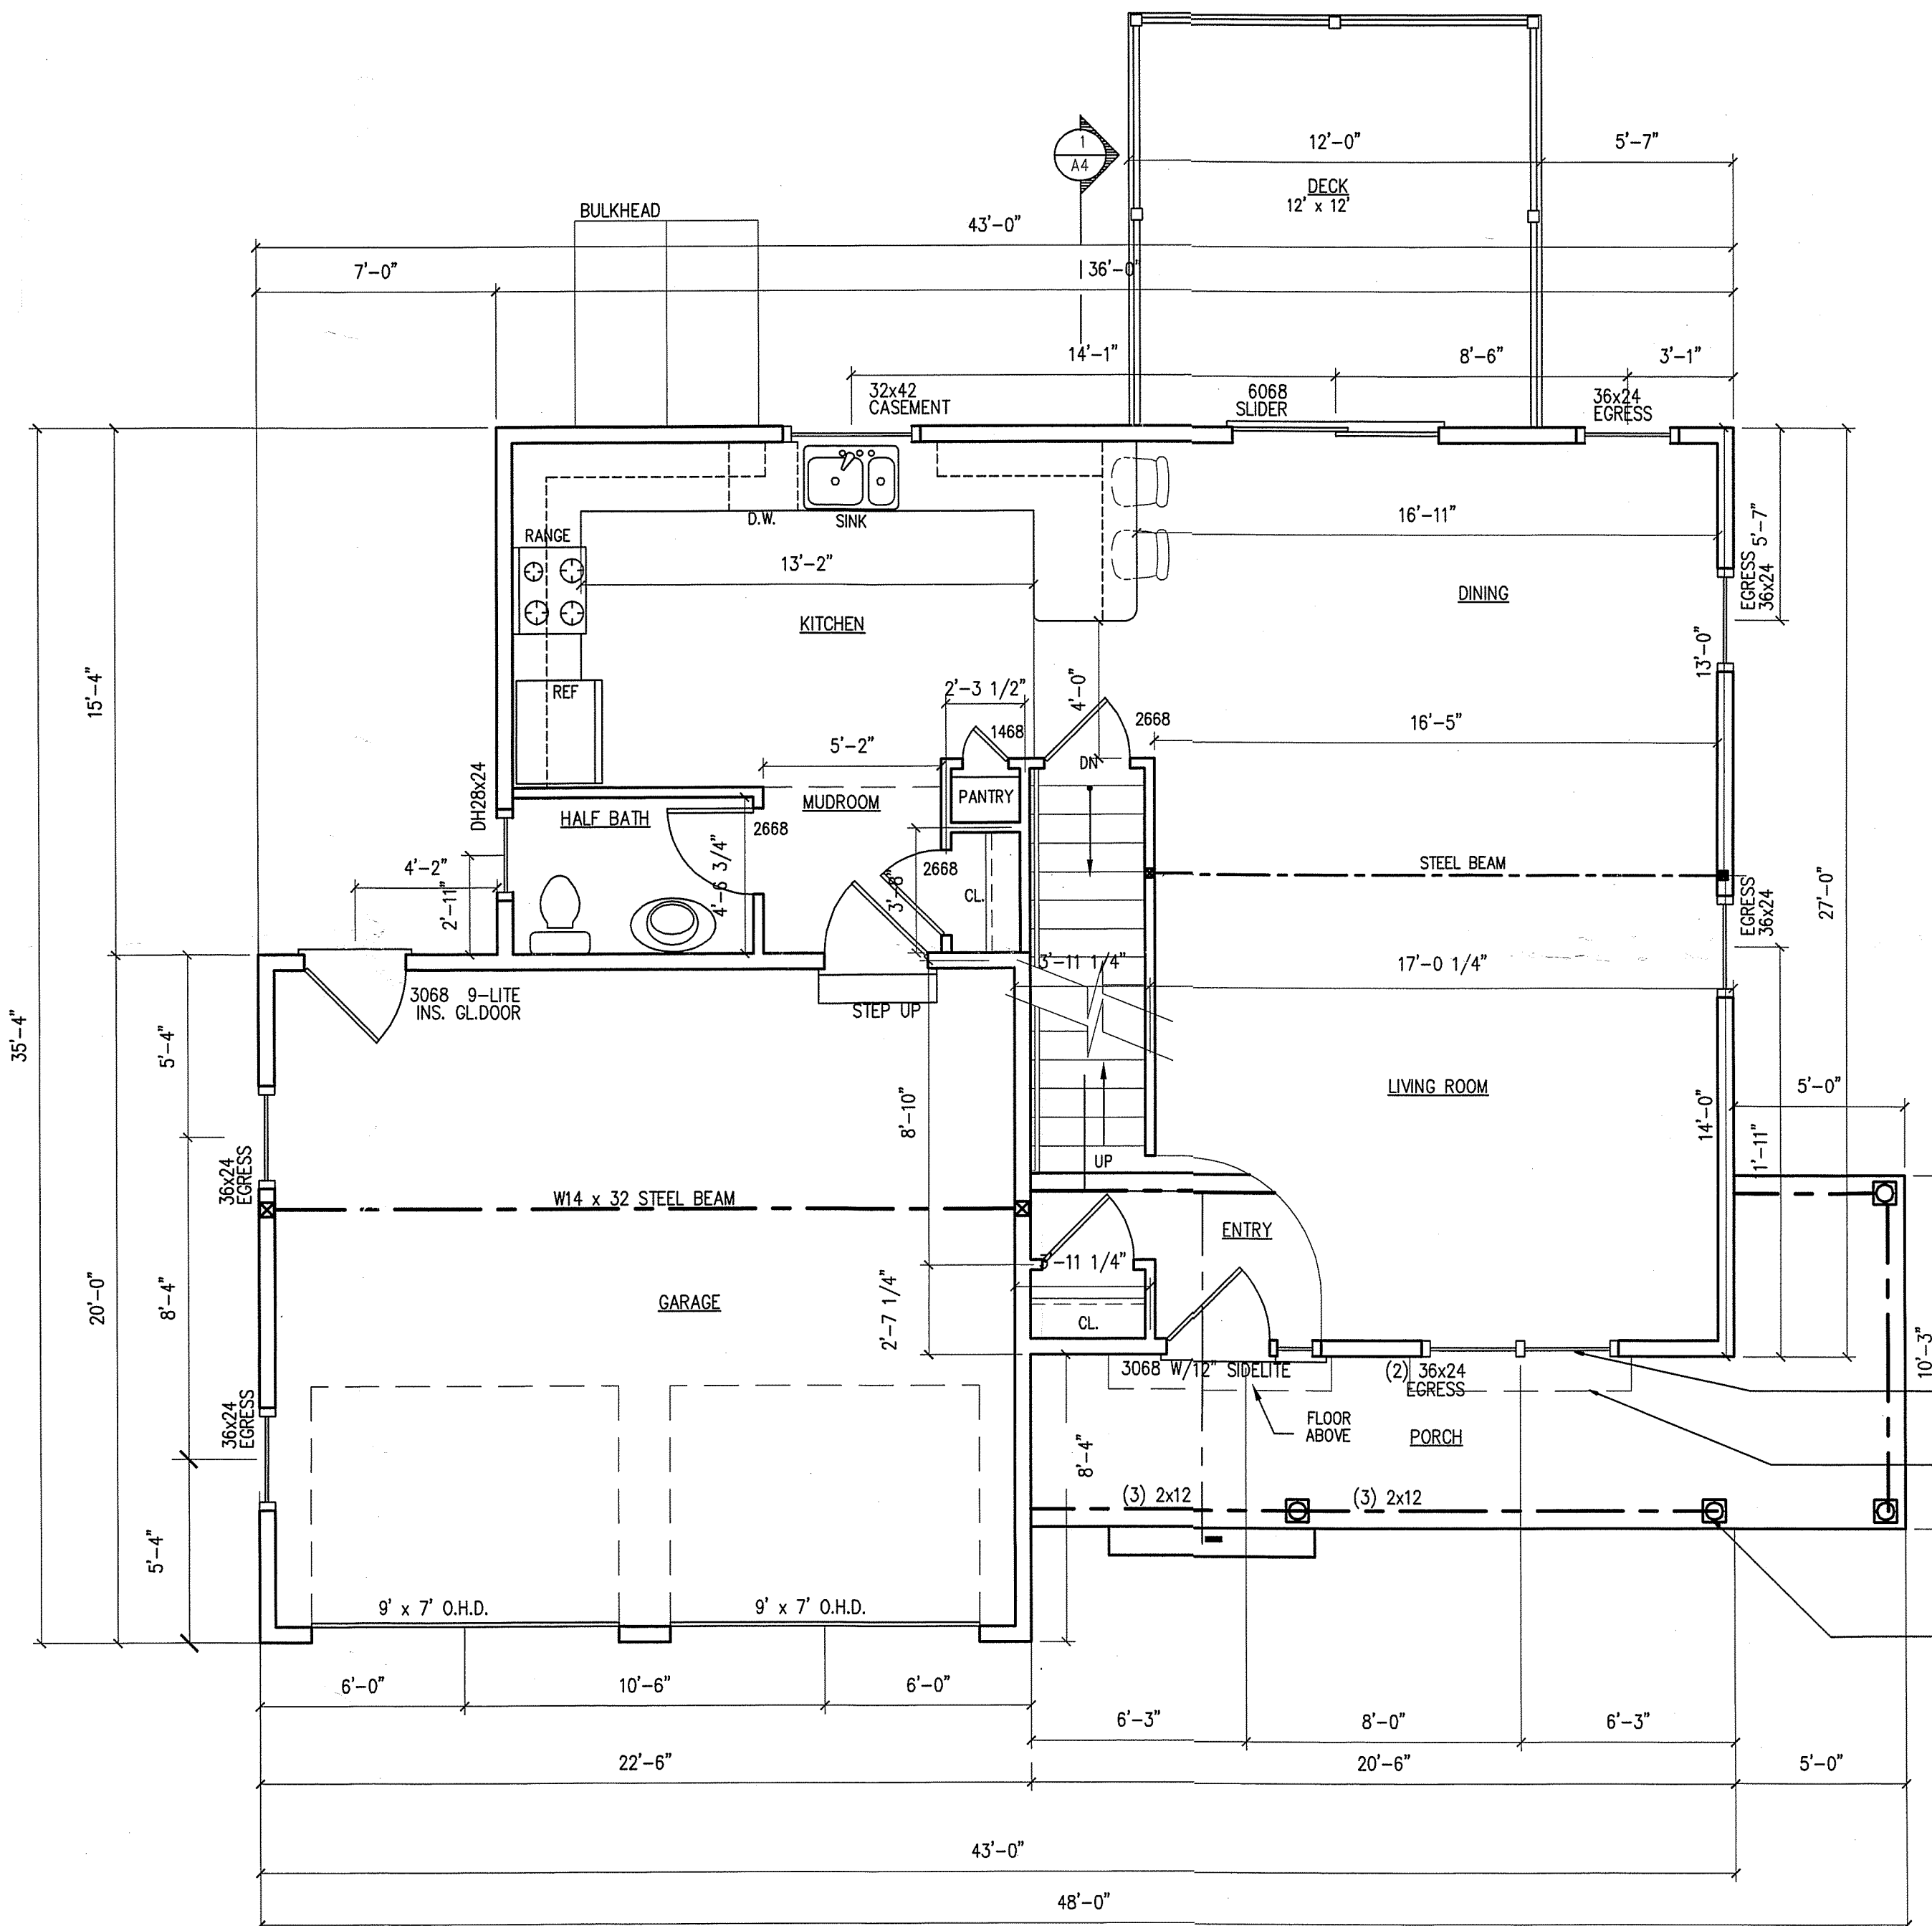 12'-0"
5'-7"
1
A4
DECK
12' x 12'
BULKHEAD
43'-0"
7'-0"
36'-0"
14'-1"
8'-6"
3'-1"
32x42
CASEMENT
6068
SLIDER
36x24
EGRESS
D.W.
SINK
16'-11"
EGRESS
36x24
5'-7"
RANGE
13'-2"
DINING
KITCHEN
15'-4"
REF
2'-3 1/2"
4'-0"
13'-0"
1468
2668
16'-5"
5'-2"
DN
DH28x24
HALF BATH
MUDROOM
PANTRY
2668
4'-6 3/4"
4'-2"
2'-11"
2668
3'-6"
CL.
STEEL BEAM
EGRESS
36x24
27'-0"
3'-11 1/4"
17'-0 1/4"
3068 9-LITE
INS. GL.DOOR
STEP UP
35'-4"
5'-4"
8'-10"
LIVING ROOM
14'-0"
5'-0"
1'-11"
36x24
EGRESS
W14 x 32 STEEL BEAM
UP
ENTRY
-11 1/4"
20'-0"
8'-4"
GARAGE
2'-7 1/4"
CL.
10'-3"
3068 W/12" SIDELITE
(2) 36x24
EGRESS
36x24
EGRESS
FLOOR
ABOVE
PORCH
8'-4"
(3) 2x12
(3) 2x12
5'-4"
9' x 7' O.H.D.
9' x 7' O.H.D.
6'-0"
10'-6"
6'-0"
6'-3"
8'-0"
6'-3"
22'-6"
20'-6"
5'-0"
43'-0"
48'-0"